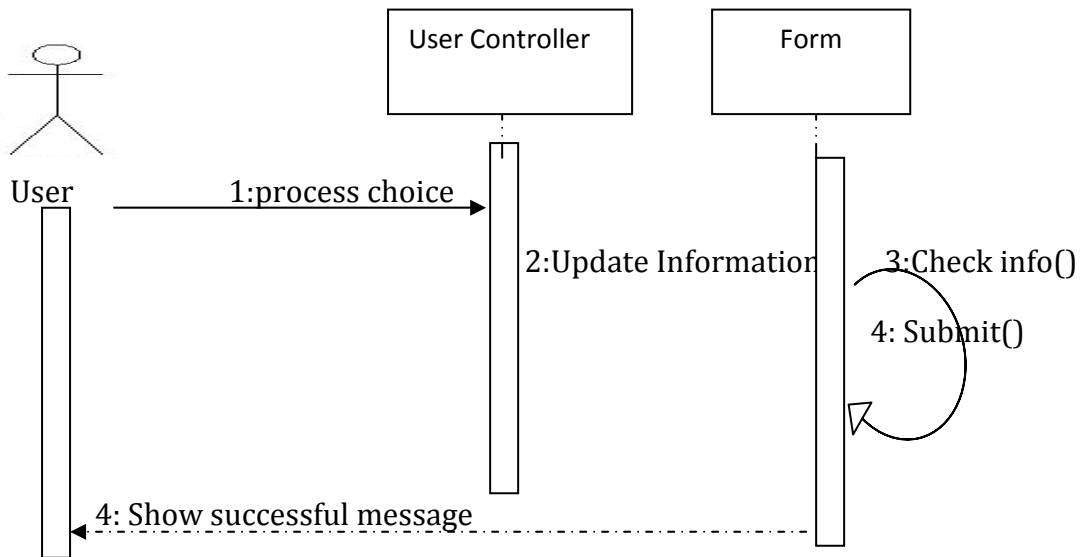 User Controller
Form
User
1:process choice
2:Update Information
3:Check info()
4: Submit()
4: Show successful message